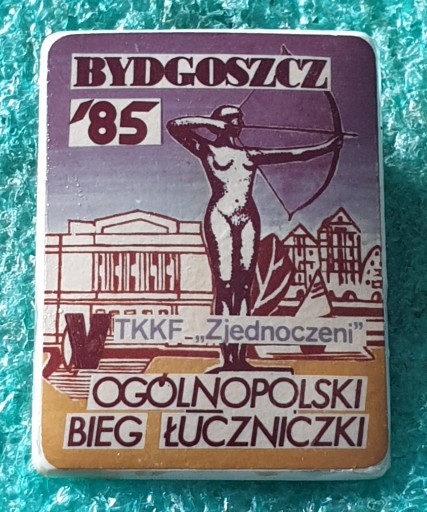 BYDGOSZCZ
'85
V TKKF-„Zjednoczeni"
OGÓLNOPOLSKI
BIEG ŁUCZNICZKI